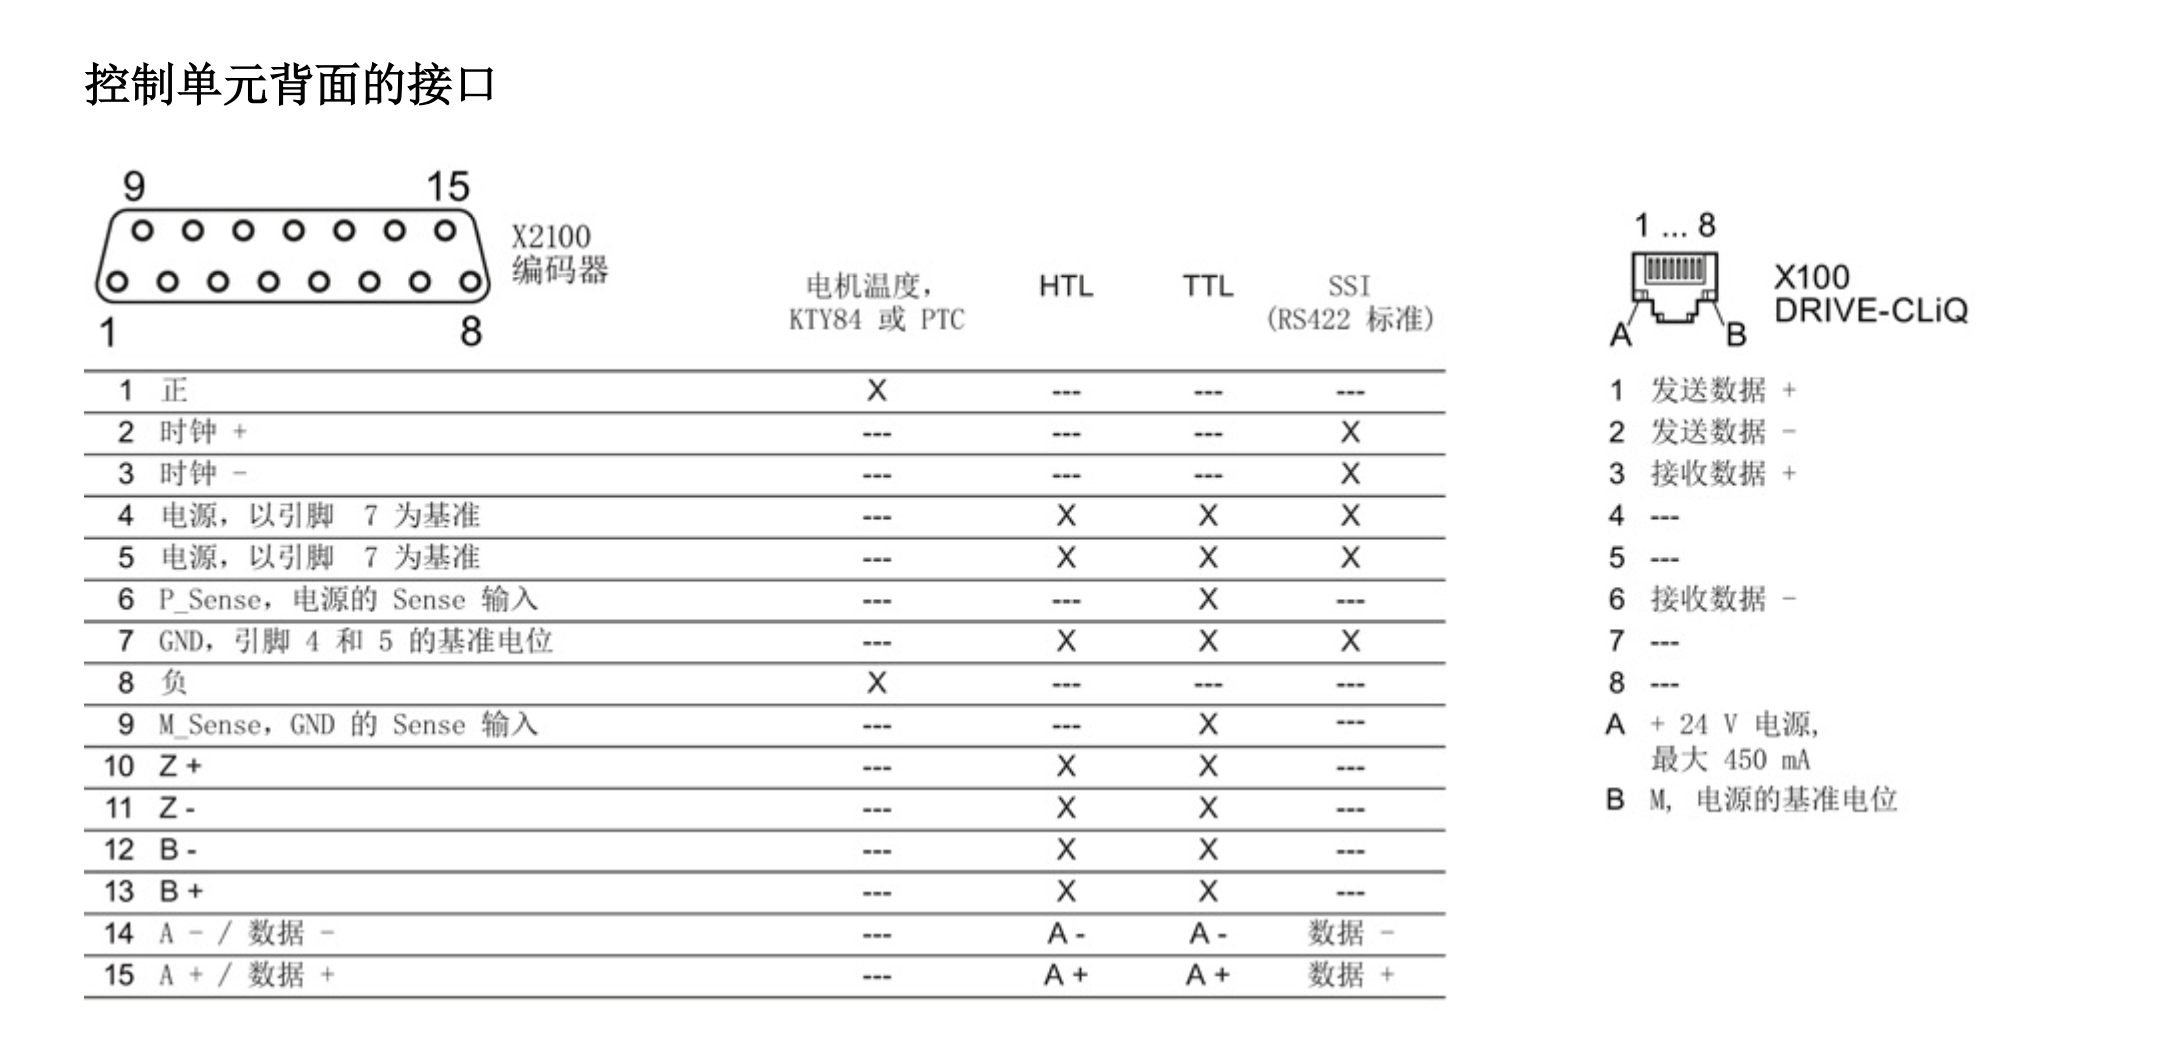 控制单元背面的接口
9 15
X2100
编码器
1 8
电机温度，
KTY84 或 PTC
HTL
TTL
SSI
(RS422 标准)
1 正 X --- --- ---
2 时钟 + --- --- --- X
3 时钟 - --- --- --- X
4 电源，以引脚 7 为基准 --- X X X
5 电源，以引脚 7 为基准 --- X X X
6 P_Sense，电源的 Sense 输入 --- --- X ---
7 GND，引脚 4 和 5 的基准电位 --- X X X
8 负 X --- --- ---
9 M_Sense，GND 的 Sense 输入 --- --- X ---
10 Z + --- X X ---
11 Z - --- X X ---
12 B - --- X X ---
13 B + --- X X ---
14 A - / 数据 - --- A - A - 数据 -
15 A + / 数据 + --- A + A + 数据 +
1 ... 8
X100
DRIVE-CLiQ
A B
1 发送数据 +
2 发送数据 -
3 接收数据 +
4 ---
5 ---
6 接收数据 -
7 ---
8 ---
A + 24 V 电源,
最大 450 mA
B M, 电源的基准电位